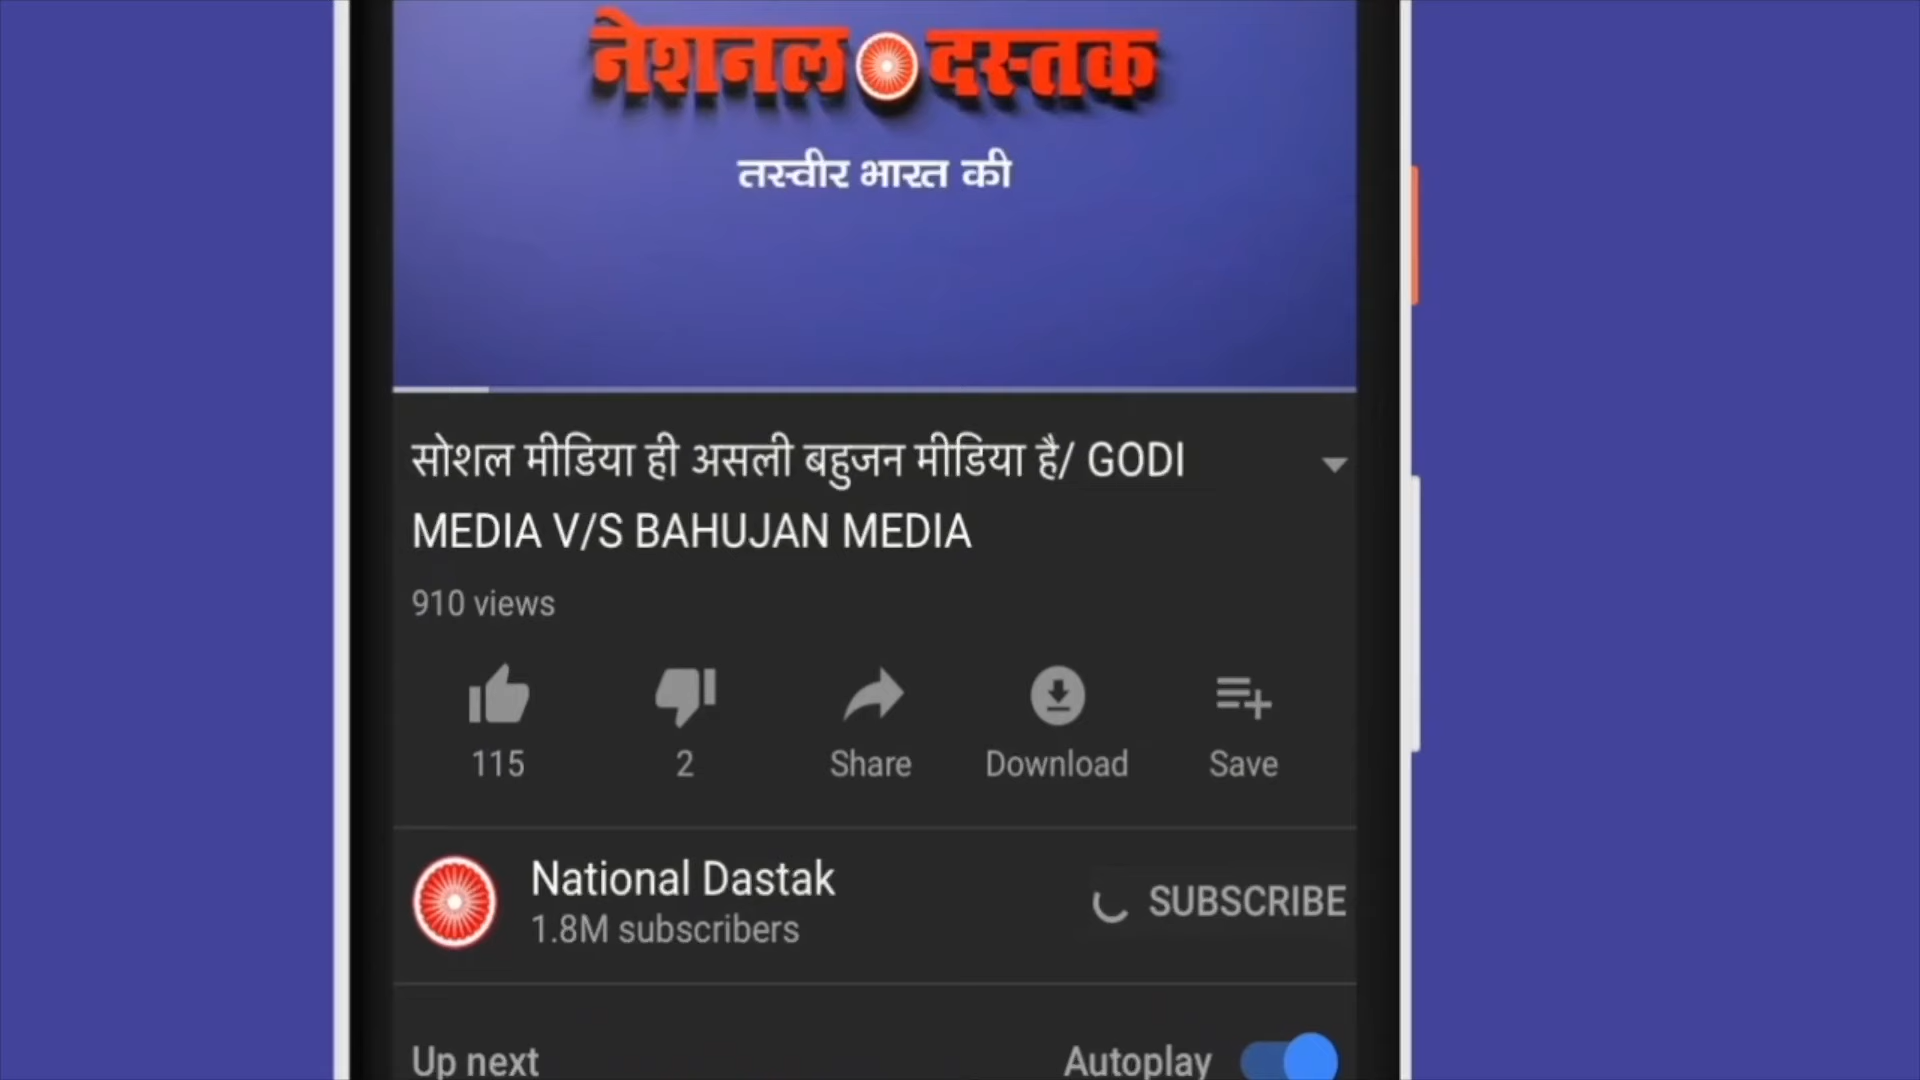 नेशनल दस्तक
तस्वीर भारत की
सोशल मीडिया ही असली बहुजन मीडिया है/ GODI
MEDIA V/S BAHUJAN MEDIA
910 views
115 2 Share Download Save
National Dastak
1.8M subscribers
SUBSCRIBE
Up next Autoplay